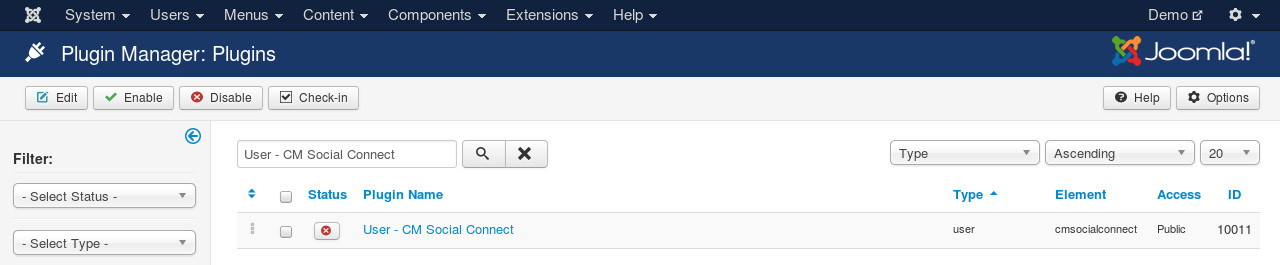 System Users Menus Content Components Extensions Help Demo
Plugin Manager: Plugins Joomla!®
Edit Enable Disable Check-in Help Options
Filter:
User - CM Social Connect Type Ascending 20
- Select Status -
Status Plugin Name Type Element Access ID
- Select Type -
User - CM Social Connect user cmsocialconnect Public 10011